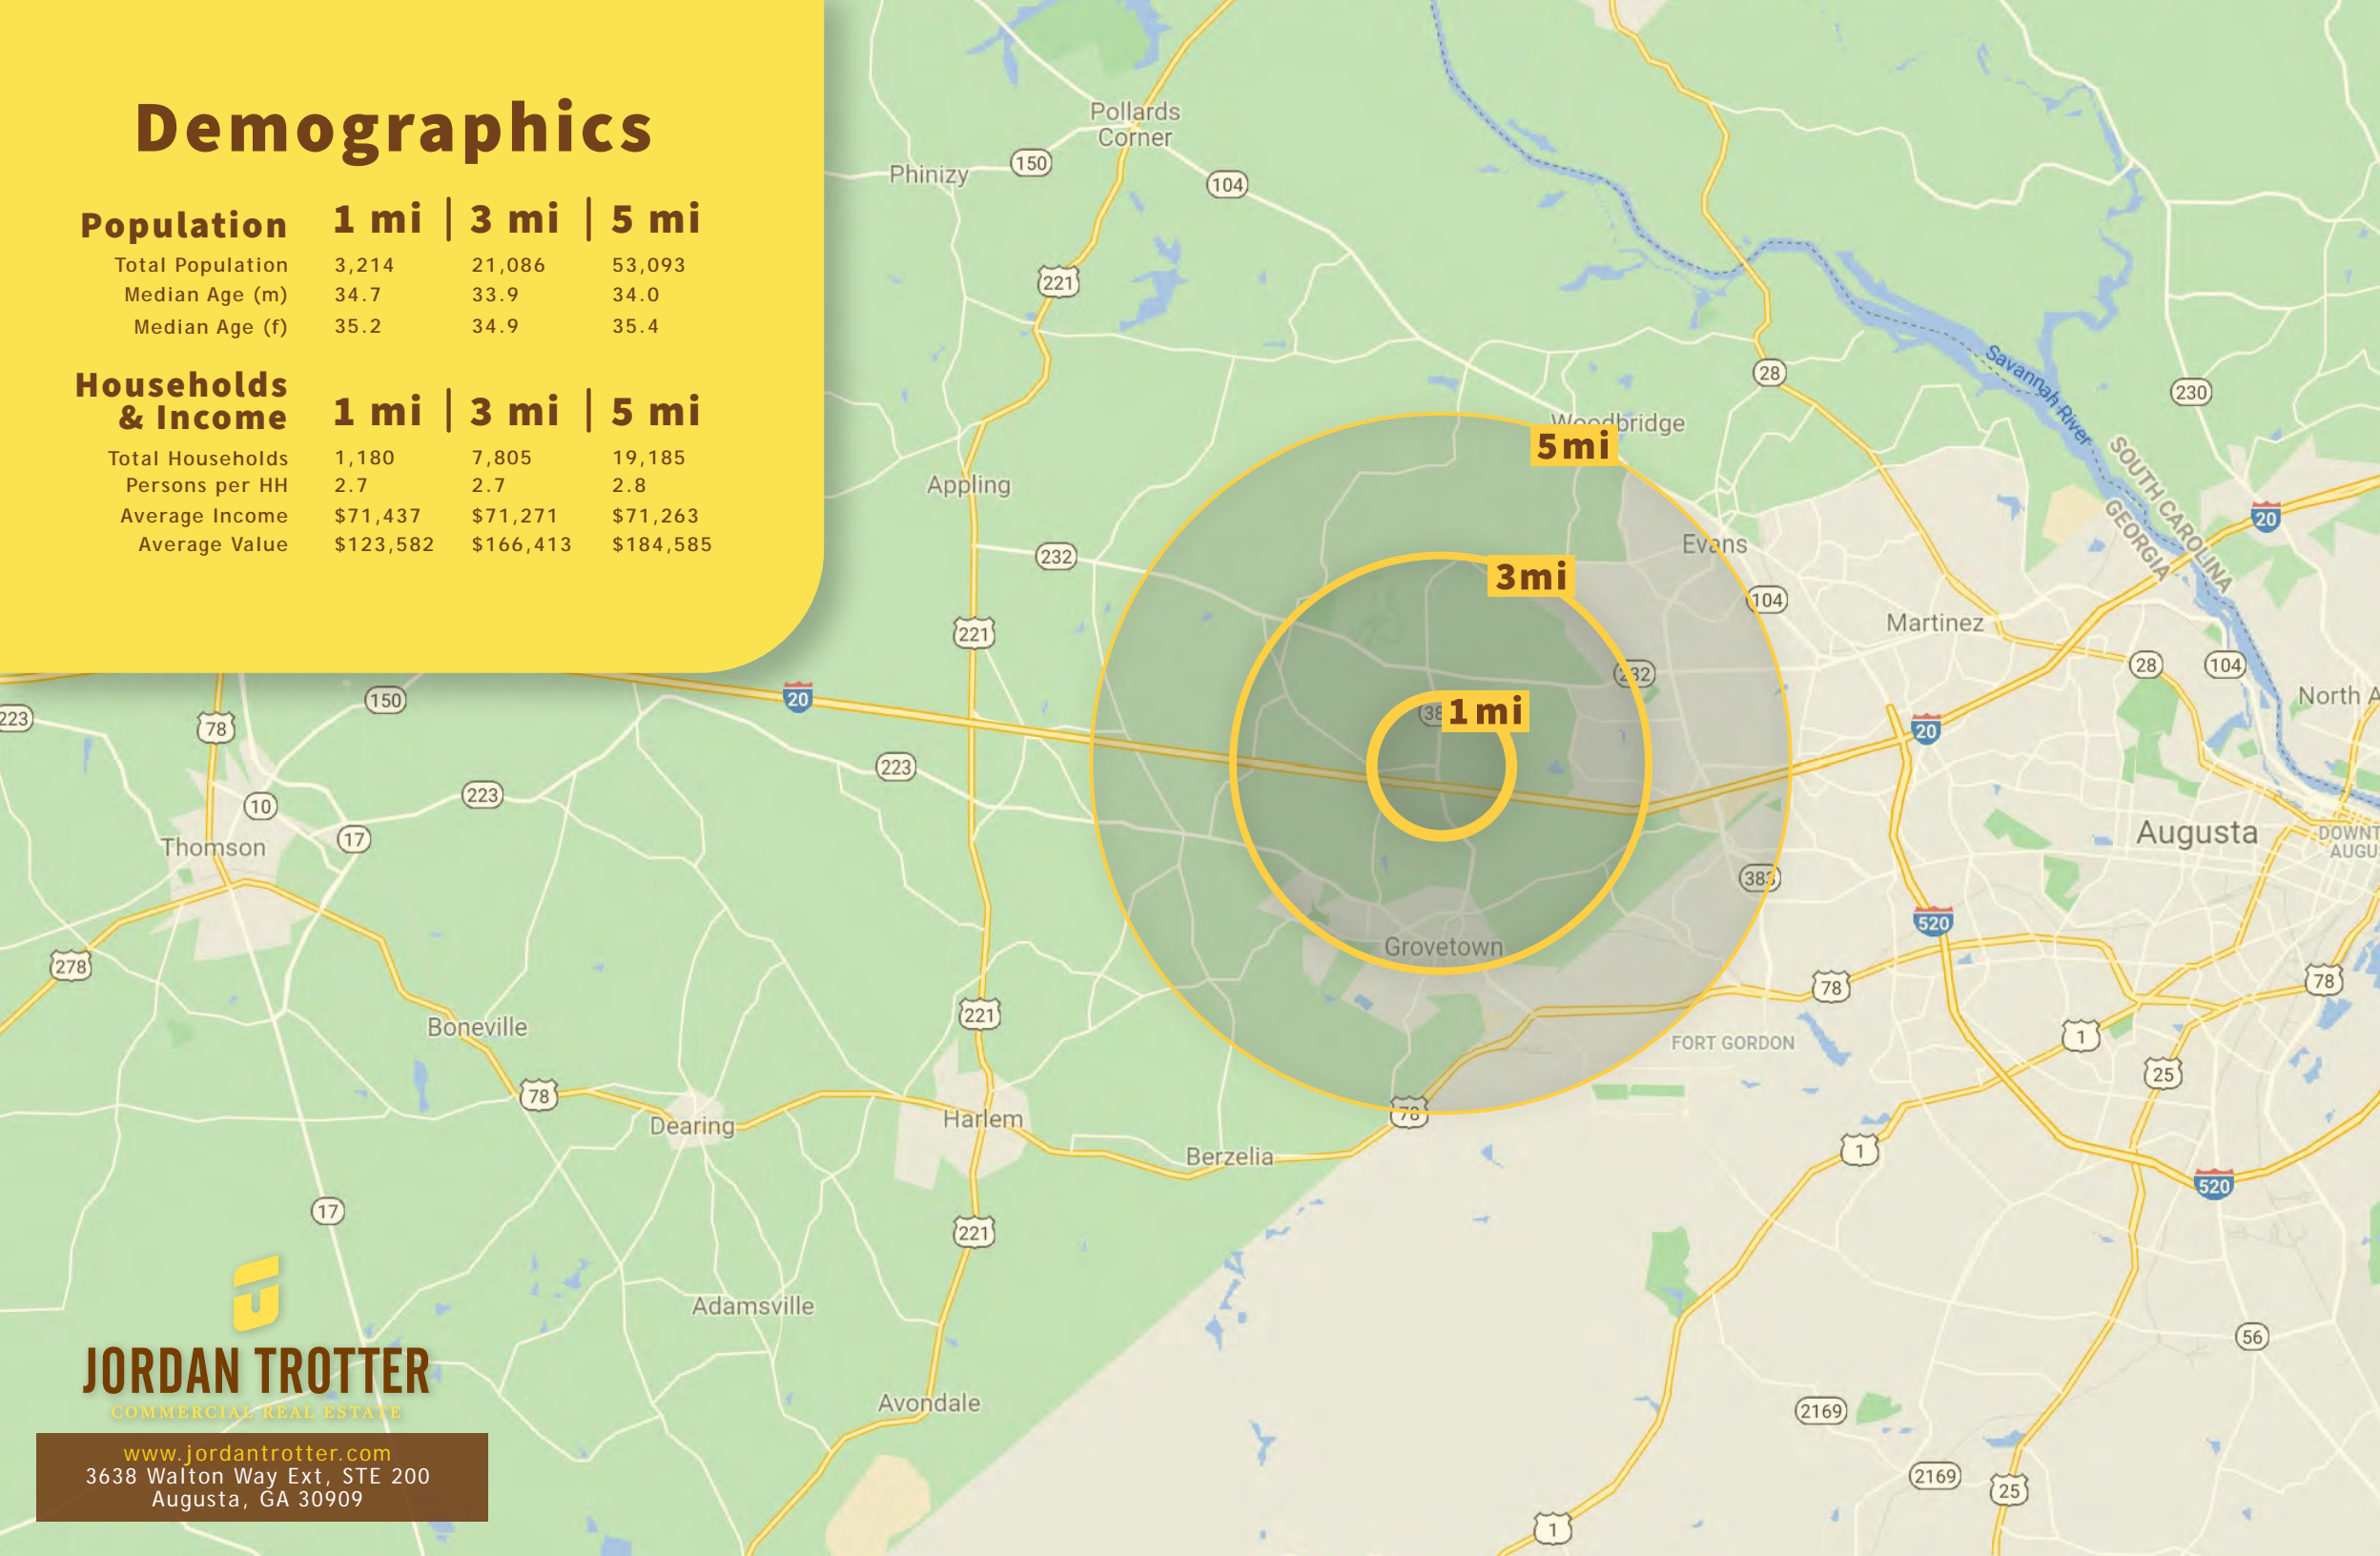 Demographics
Population 1 mi | 3 mi | 5 mi
Total Population 3,214 21,086 53,093
Median Age (m) 34.7 33.9 34.0
Median Age (f) 35.2 34.9 35.4
Households
& Income 1 mi | 3 mi | 5 mi
Total Households 1,180 7,805 19,185
Persons per HH 2.7 2.7 2.8
Average Income $71,437 $71,271 $71,263
Average Value $123,582 $166,413 $184,585
Pollards
Corner
Phinizy
150
104
221
28
Savannah River
230
Woodbridge
5mi
SOUTH CAROLINA
GEORGIA
Appling
20
232
Evans
3mi
104
221
Martinez
232
28
104
150
20
North A
223
78
1 mi
20
223
223
10
17
Thomson
Augusta
DOWNT
AUGU
383
520
Grovetown
278
78
78
221
Boneville
FORT GORDON
1
25
78
Dearing
Harlem
78
Berzelia
1
520
17
221
Adamsville
56
JORDAN TROTTER
COMMERCIAL REAL ESTATE
Avondale
2169
www.jordantrotter.com
3638 Walton Way Ext, STE 200
Augusta, GA 30909
2169
25
1